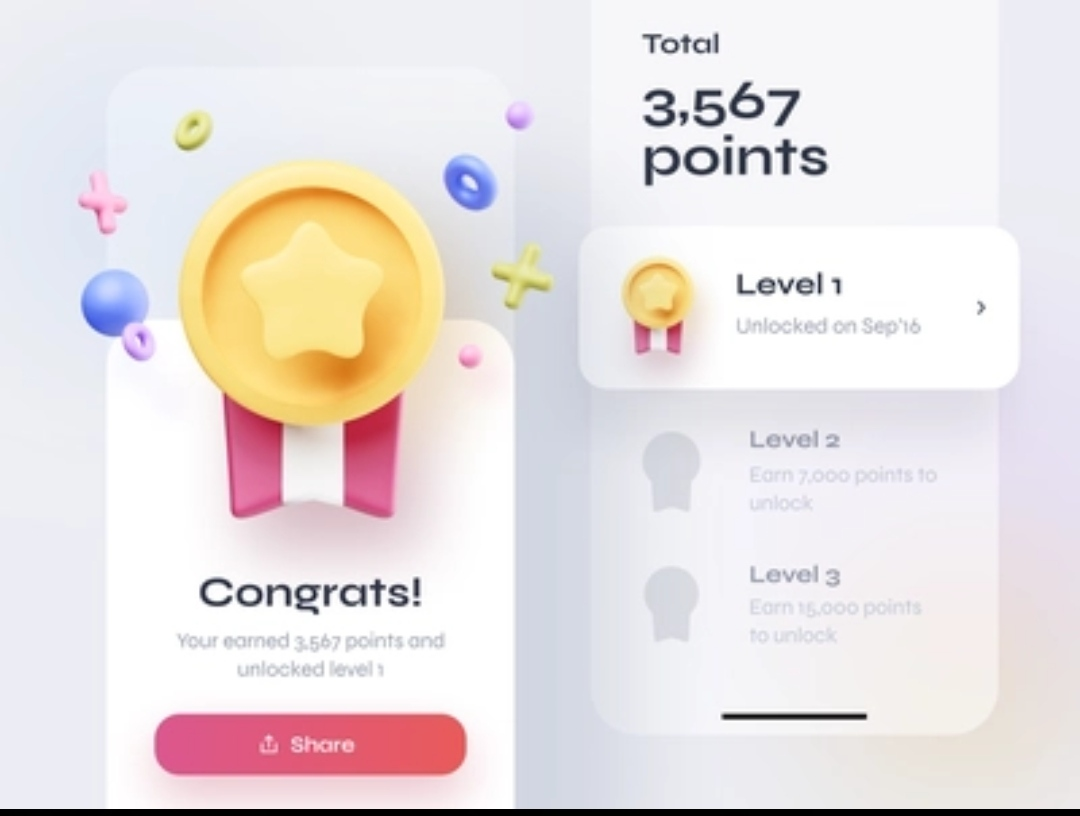 Total
3,567
points
Level 1
Unlocked on Sep'16
Level 2
Earn 7,000 points to
unlock
Level 3
Earn 15,000 points
to unlock
Congrats!
Your earned 3,567 points and
unlocked level 1
Share